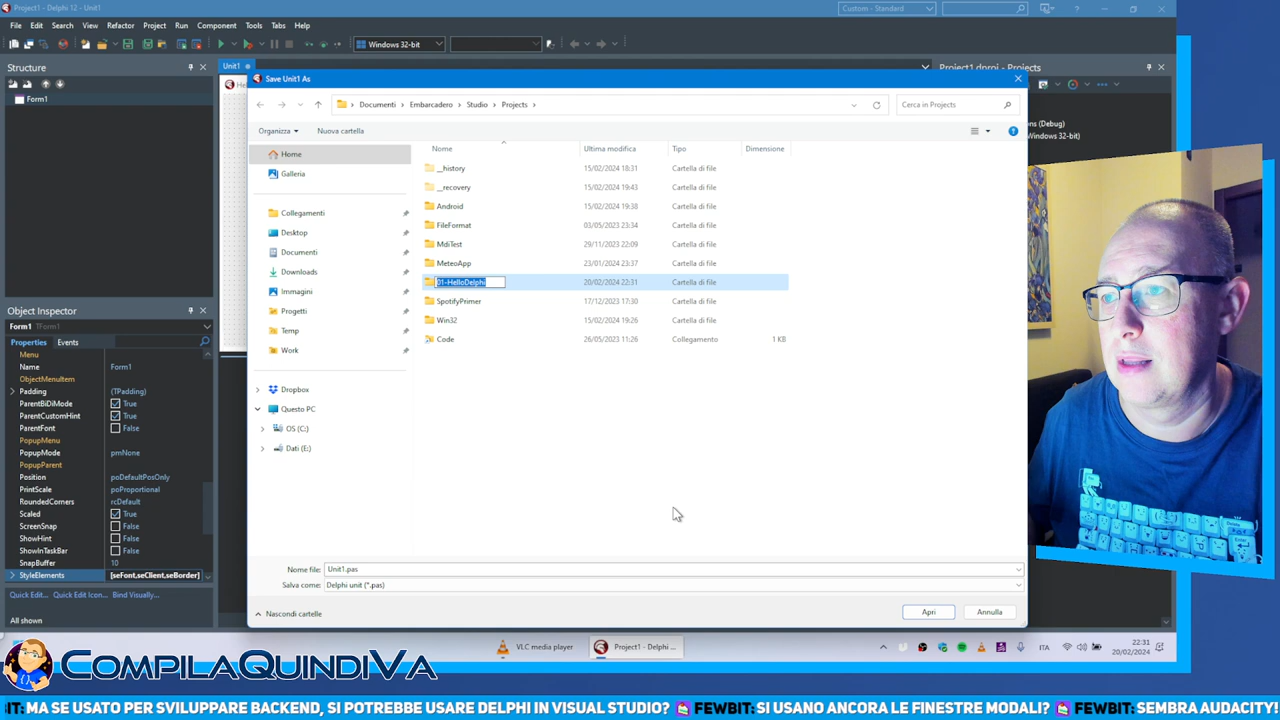 Project1 - Delphi 12 - Unit1
Custom - Standard
File Edit Search View Refactor Project Run Component Tools Tabs Help
Windows 32-bit
Structure
Form1
Unit1
Project1.dproj - Projects
Save Unit1 As
Documenti > Embarcadero > Studio > Projects >
Cerca in Projects
Organizza
Nuova cartella
Home
Galleria
Collegamenti
Desktop
Documenti
Downloads
Immagini
Progetti
Temp
Work
Dropbox
Questo PC
OS (C:)
Dati (E:)
Nome Ultima modifica Tipo Dimensione
__history 15/02/2024 18:31 Cartella di file
__recovery 15/02/2024 19:43 Cartella di file
Android 15/02/2024 19:38 Cartella di file
FileFormat 03/05/2023 23:34 Cartella di file
MdiTest 29/11/2023 22:09 Cartella di file
MeteoApp 23/01/2024 23:37 Cartella di file
01-HelloDelphi 20/02/2024 22:31 Cartella di file
SpotifyPrimer 17/12/2023 17:30 Cartella di file
Win32 15/02/2024 19:26 Cartella di file
Code 26/05/2023 11:26 Collegamento 1 KB
Nome file: Unit1.pas
Salva come: Delphi unit (*.pas)
Nascondi cartelle
Apri
Annulla
ons (Debug)
Windows 32-bit)
Object Inspector
Form1 TForm1
Properties Events
Menu
Name Form1
ObjectMenuItem
Padding (TPadding)
ParentBiDiMode True
ParentCustomHint True
ParentFont False
PopupMenu
PopupMode pmNone
PopupParent
Position poDefaultPosOnly
PrintScale poProportional
RoundedCorners rcDefault
Scaled True
ScreenSnap False
ShowHint False
ShowInTaskBar False
SnapBuffer 10
StyleElements [seFont,seClient,seBorder]
Quick Edit... Quick Edit Icon... Bind Visually...
All shown
VLC media player
Project1 - Delphi ...
ITA
22:31
20/02/2024
COMPILAQUINDIVA
BIT: MA SE USATO PER SVILUPPARE BACKEND, SI POTREBBE USARE DELPHI IN VISUAL STUDIO? FEWBIT: SI USANO ANCORA LE FINESTRE MODALI? FEWBIT: SEMBRA AUDACITY!